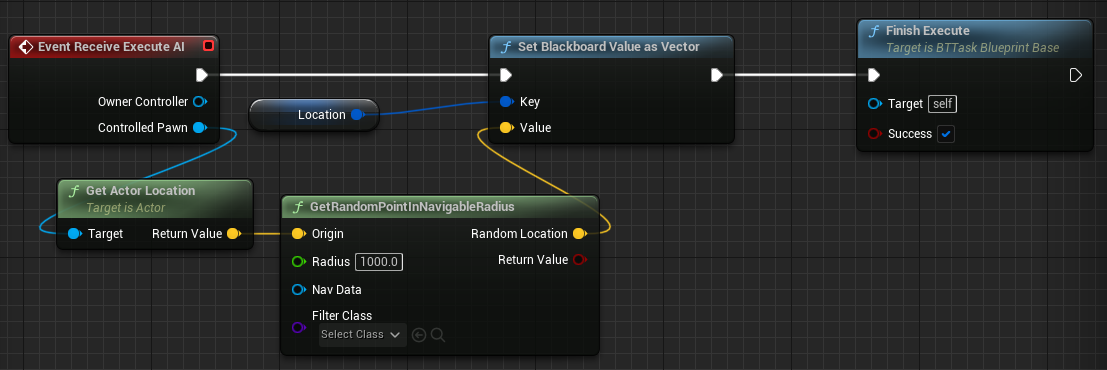 Event Receive Execute AI
Owner Controller
Controlled Pawn
Location
Set Blackboard Value as Vector
Key
Value
Finish Execute
Target is BTTask Blueprint Base
Target self
Success
Get Actor Location
Target is Actor
Target Return Value
GetRandomPointInNavigableRadius
Origin Random Location
Radius 1000.0 Return Value
Nav Data
Filter Class
Select Class